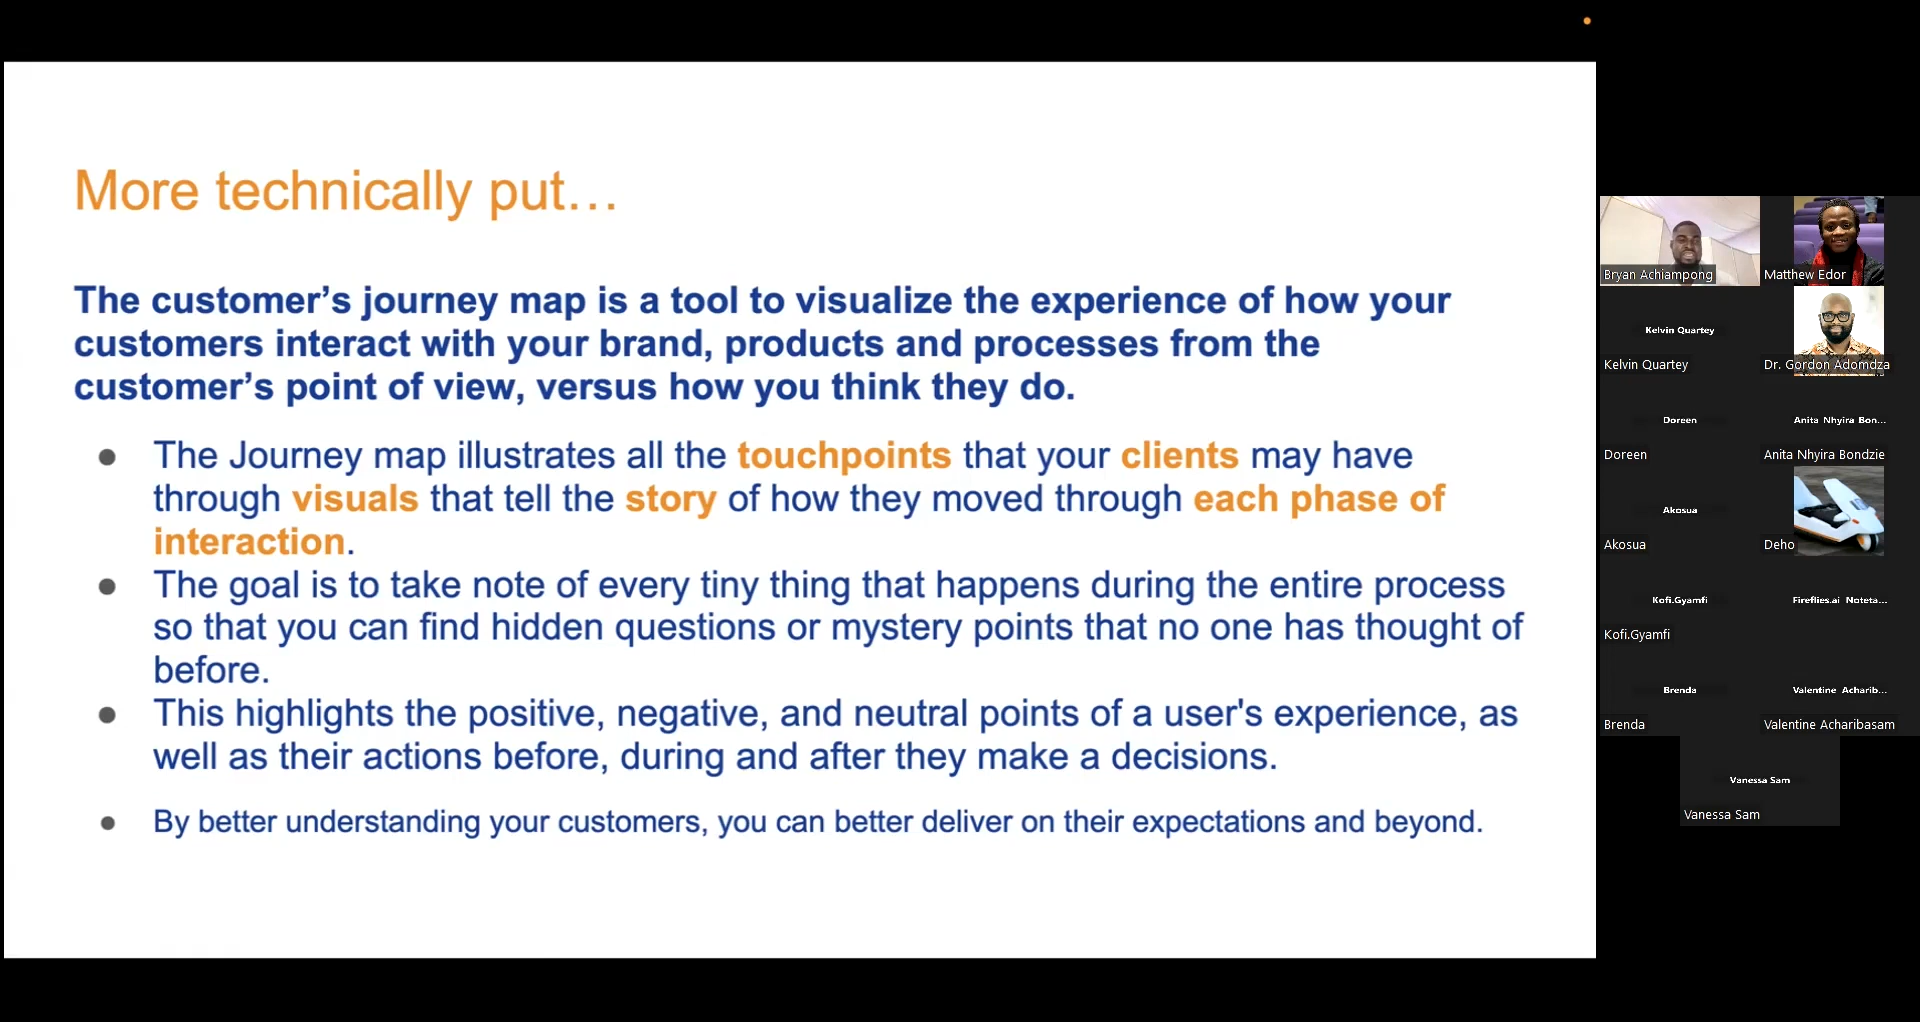 More technically put…
The customer’s journey map is a tool to visualize the experience of how your
customers interact with your brand, products and processes from the
customer’s point of view, versus how you think they do.
● The Journey map illustrates all the touchpoints that your clients may have
through visuals that tell the story of how they moved through each phase of
interaction.
● The goal is to take note of every tiny thing that happens during the entire process
so that you can find hidden questions or mystery points that no one has thought of
before.
● This highlights the positive, negative, and neutral points of a user's experience, as
well as their actions before, during and after they make a decisions.
● By better understanding your customers, you can better deliver on their expectations and beyond.
Bryan Achiampong
Matthew Edor
Kelvin Quartey
Kelvin Quartey
Dr. Gordon Adomdza
Doreen
Anita Nhyira Bon...
Doreen
Anita Nhyira Bondzie
Akosua
Akosua
Deho
Kofi.Gyamfi
Fireflies.ai Noteta...
Kofi.Gyamfi
Brenda
Valentine Acharib...
Brenda
Valentine Acharibasam
Vanessa Sam
Vanessa Sam